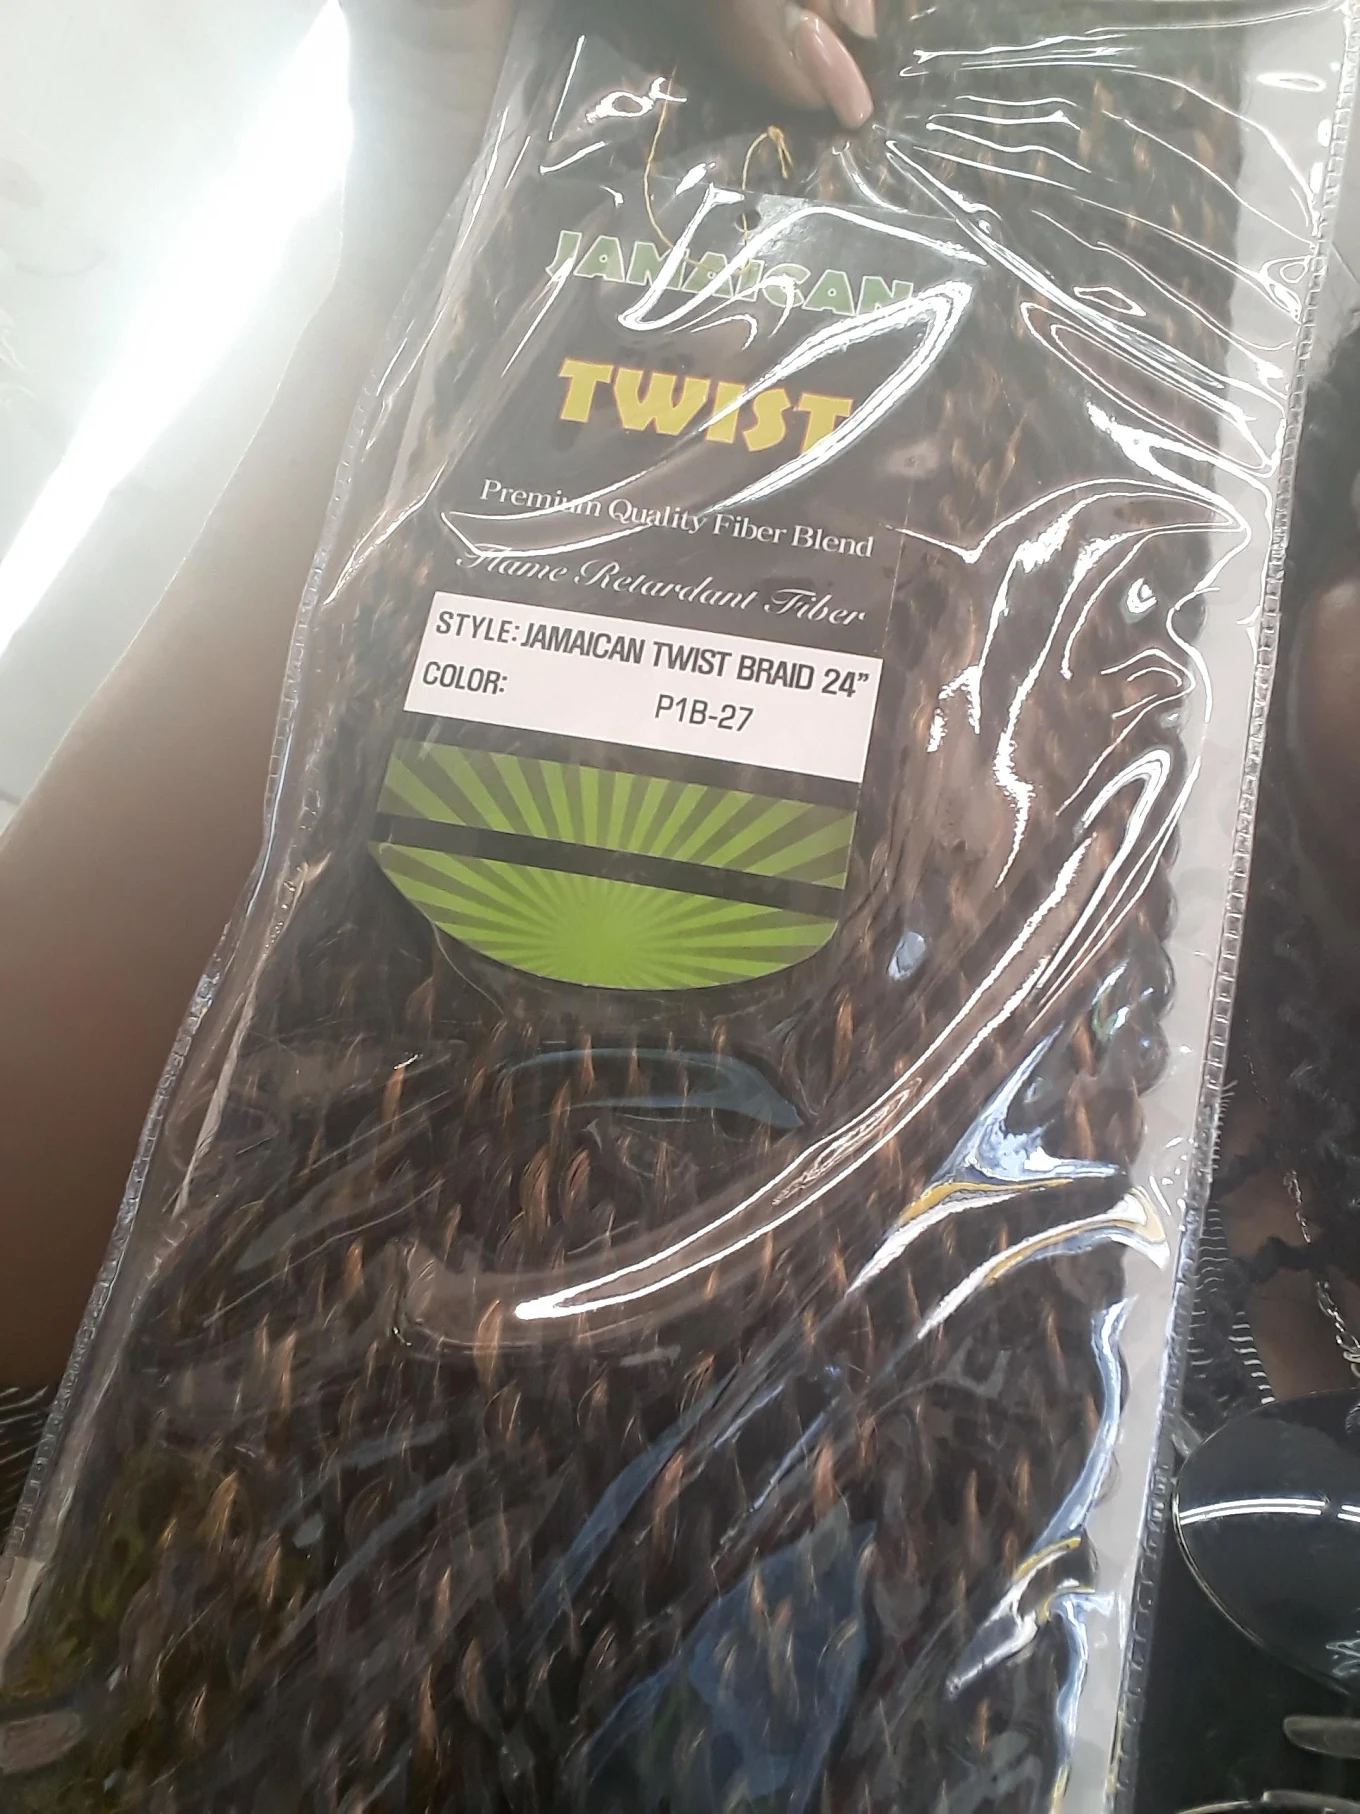 JAMAICAN
TWIST
Premium Quality Fiber Blend
Flame Retardant Fiber
STYLE: JAMAICAN TWIST BRAID 24”
COLOR: P1B-27